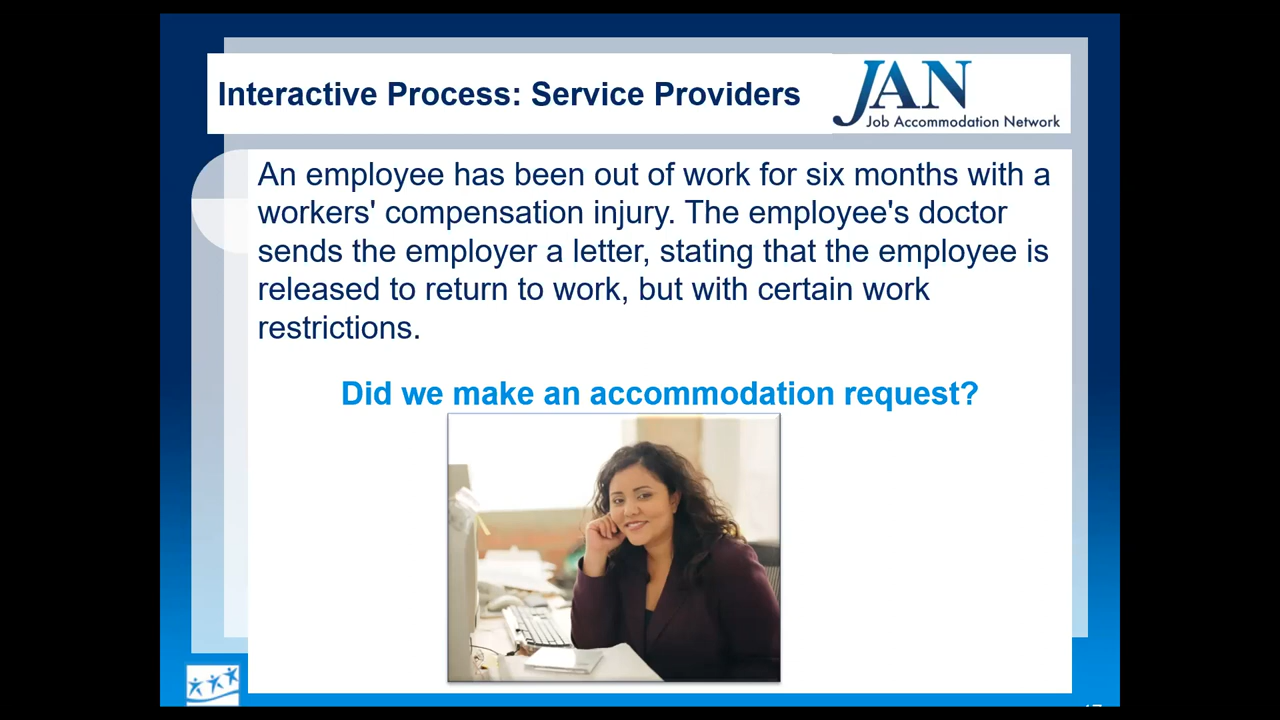 Interactive Process: Service Providers
JAN
Job Accommodation Network
An employee has been out of work for six months with a
workers' compensation injury. The employee's doctor
sends the employer a letter, stating that the employee is
released to return to work, but with certain work
restrictions.
Did we make an accommodation request?